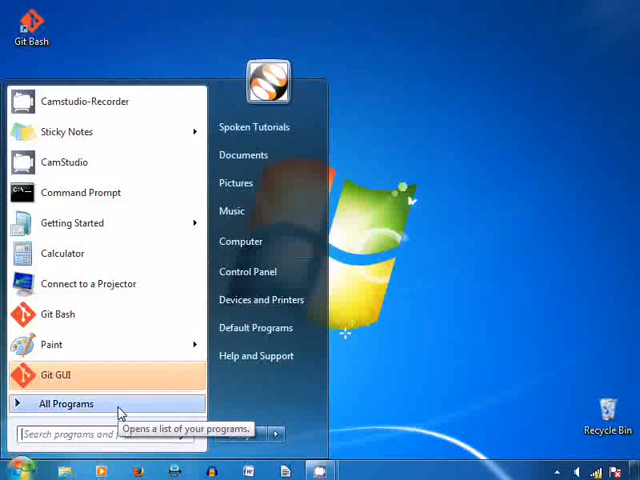 Git Bash
Camstudio-Recorder
Sticky Notes
CamStudio
Command Prompt
Getting Started
Calculator
Connect to a Projector
Git Bash
Paint
Git GUI
All Programs
Search programs and
Spoken Tutorials
Documents
Pictures
Music
Computer
Control Panel
Devices and Printers
Default Programs
Help and Support
Opens a list of your programs.
Recycle Bin